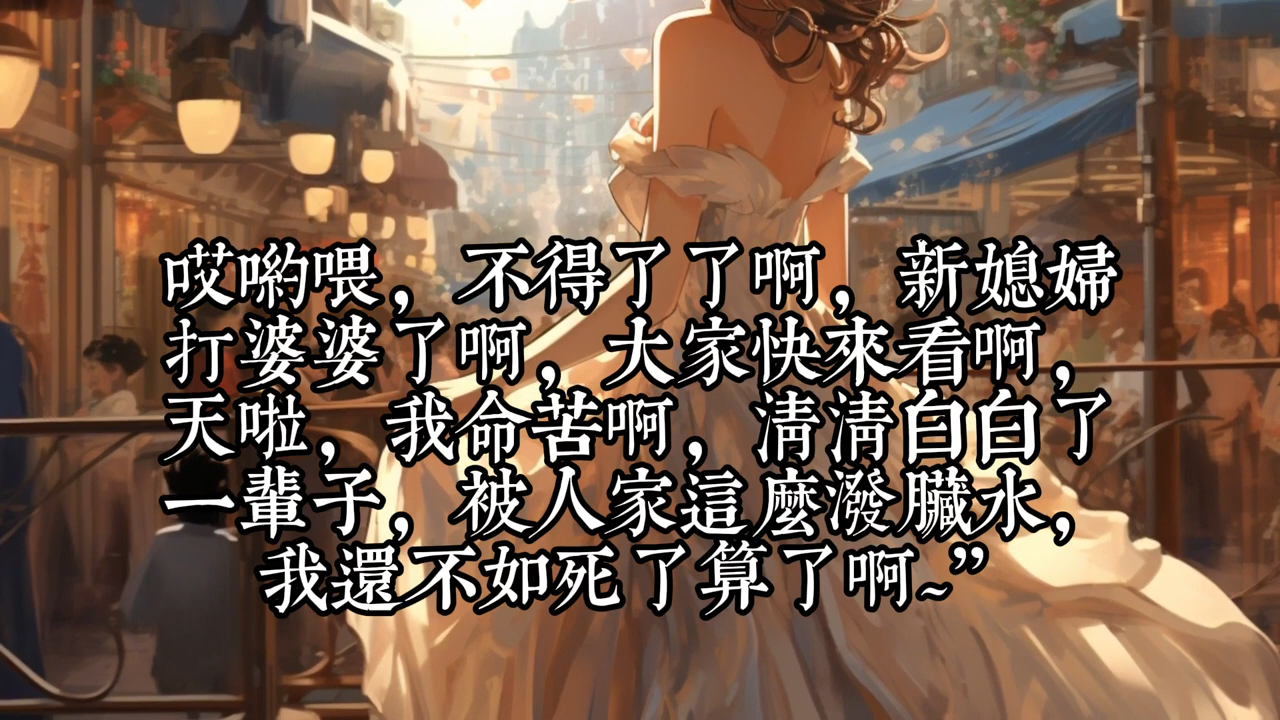 哎喲喂，不得了了啊，新媳婦
打婆婆了啊，大家快來看啊，
天啦，我命苦啊，清清白白了
一輩子，被人家這麼潑臟水，
我還不如死了算了啊~”